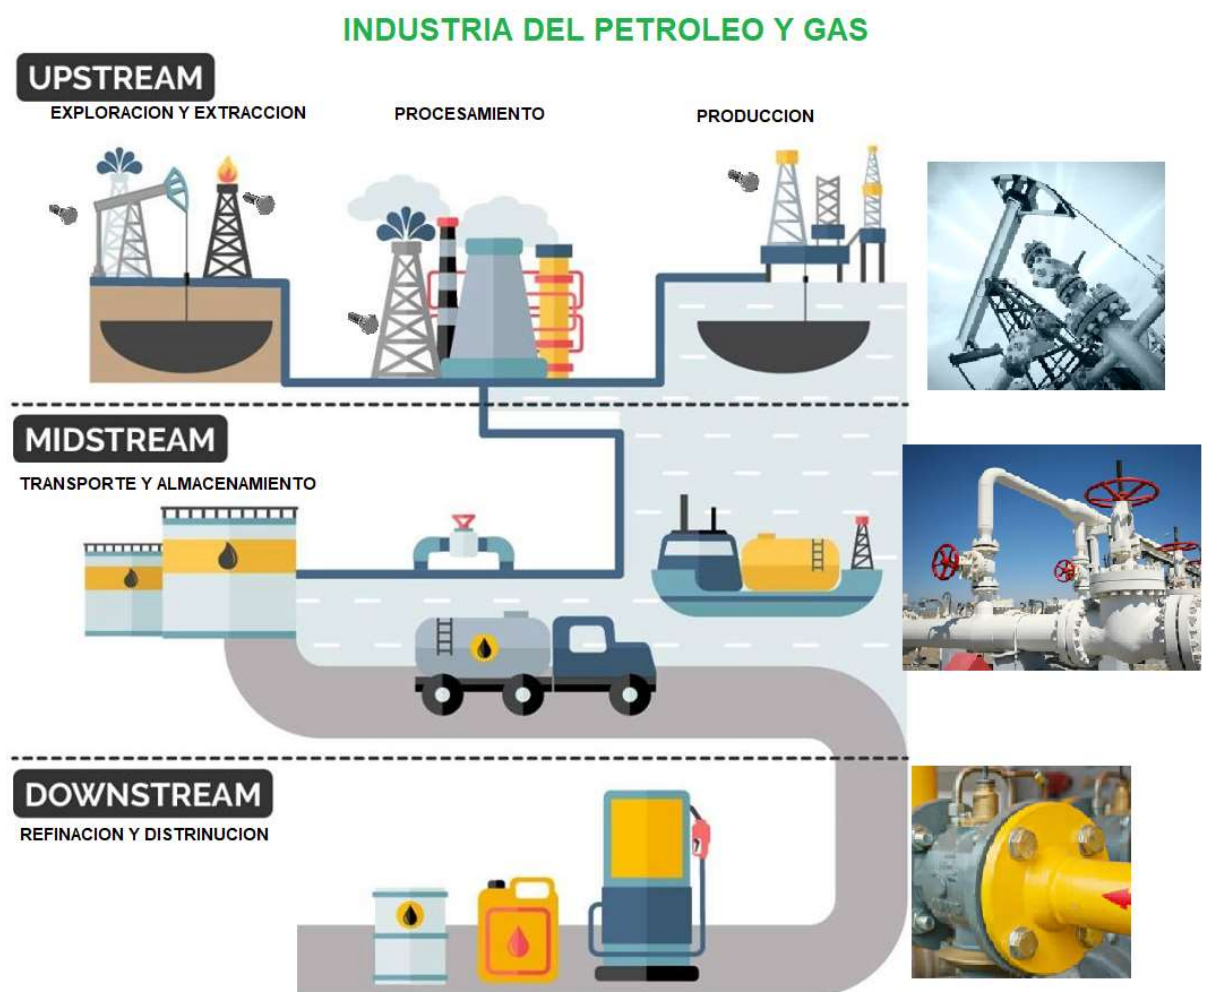 INDUSTRIA DEL PETROLEO Y GAS
UPSTREAM
EXPLORACION Y EXTRACCION
PROCESAMIENTO
PRODUCCION
MIDSTREAM
TRANSPORTE Y ALMACENAMIENTO
DOWNSTREAM
REFINACION Y DISTRINUCION